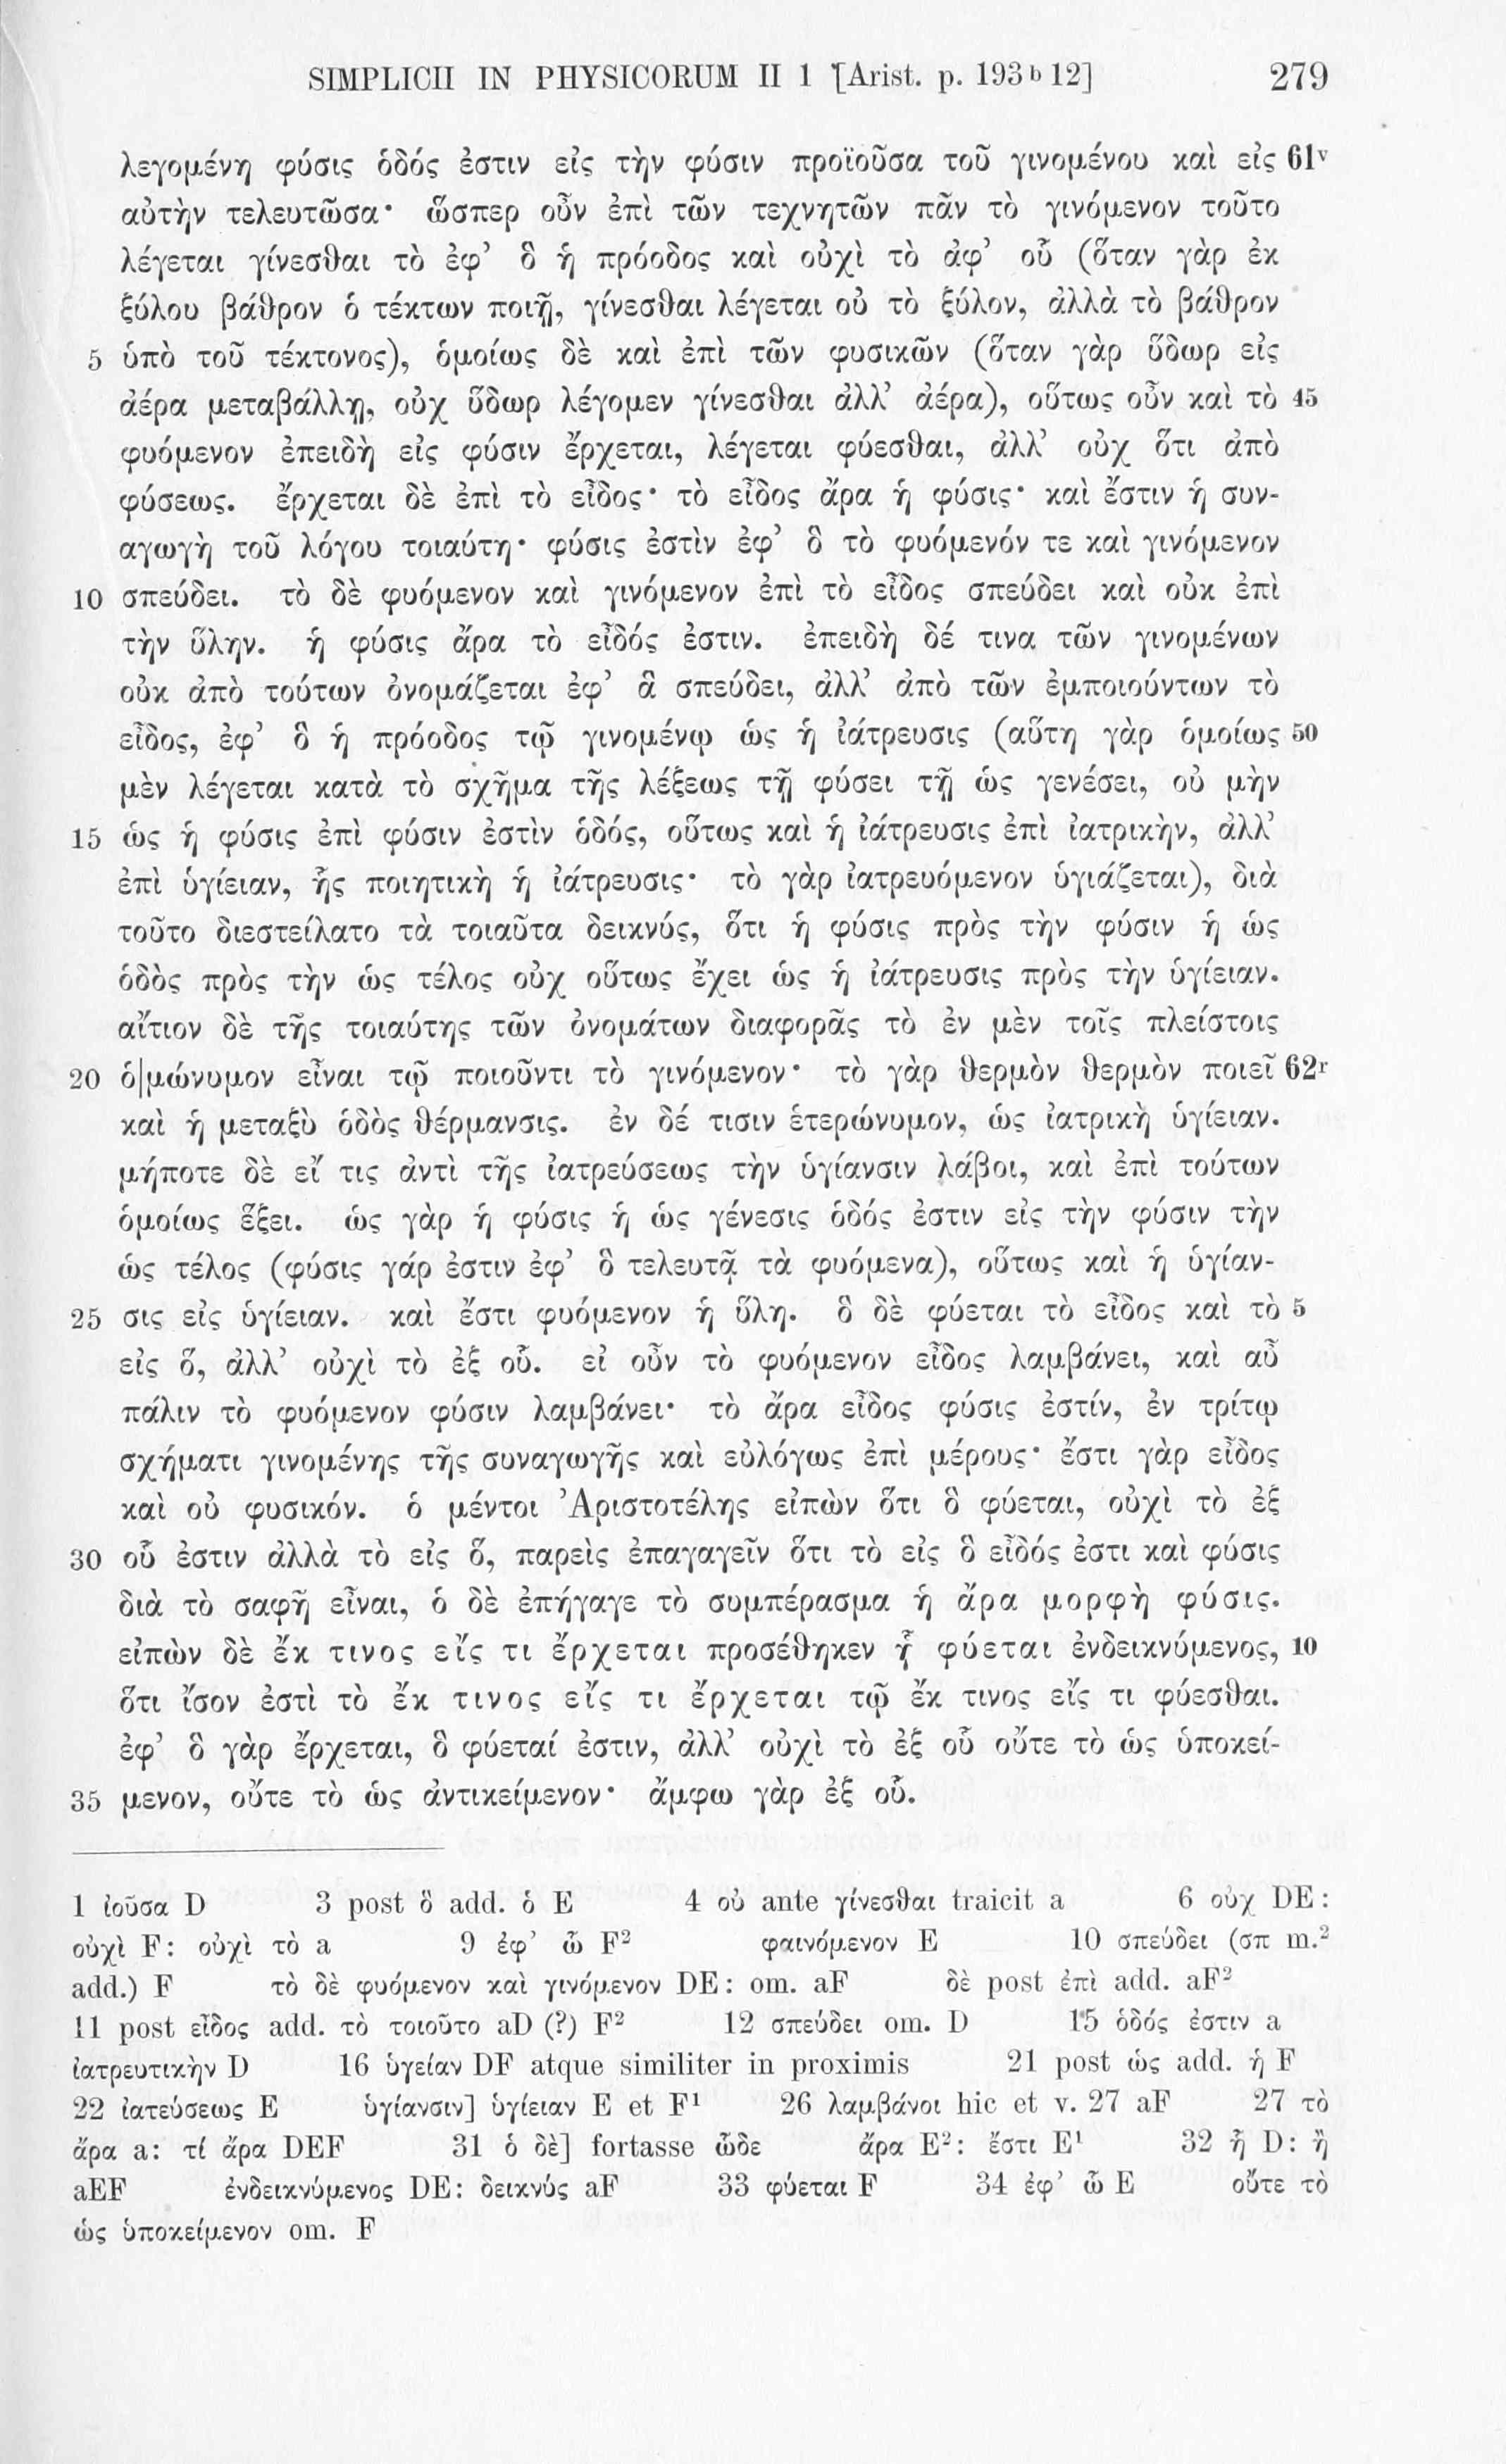 SIMPLICII IN PHYSICORUM II 1 [Arist. p. 193 b 12] 279
λεγομένη φύσις ὁδός ἐστιν εἰς τὴν φύσιν προϊοῦσα τοῦ γινομένου καὶ εἰς 61v
αὐτὴν τελευτῶσα· ὥσπερ οὖν ἐπὶ τῶν τεχνητῶν πᾶν τὸ γινόμενον τοῦτο
λέγεται γίνεσθαι τὸ ἐφ’ ὃ ἡ πρόοδος καὶ οὐχὶ τὸ ἀφ’ οὗ (ὅταν γὰρ ἐκ
ξύλου βάθρον ὁ τέκτων ποιῇ, γίνεσθαι λέγεται οὐ τὸ ξύλον, ἀλλὰ τὸ βάθρον
5 ὑπὸ τοῦ τέκτονος), ὁμοίως δὲ καὶ ἐπὶ τῶν φυσικῶν (ὅταν γὰρ ὕδωρ εἰς
ἀέρα μεταβάλλῃ, οὐχ ὕδωρ λέγομεν γίνεσθαι ἀλλ’ ἀέρα), οὕτως οὖν καὶ τὸ 45
φυόμενον ἐπειδὴ εἰς φύσιν ἔρχεται, λέγεται φύεσθαι, ἀλλ’ οὐχ ὅτι ἀπὸ
φύσεως. ἔρχεται δὲ ἐπὶ τὸ εἶδος· τὸ εἶδος ἄρα ἡ φύσις· καὶ ἔστιν ἡ συν-
αγωγὴ τοῦ λόγου τοιαύτη· φύσις ἐστὶν ἐφ’ ὃ τὸ φυόμενόν τε καὶ γινόμενον
10 σπεύδει. τὸ δὲ φυόμενον καὶ γινόμενον ἐπὶ τὸ εἶδος σπεύδει καὶ οὐκ ἐπὶ
τὴν ὕλην. ἡ φύσις ἄρα τὸ εἶδός ἐστιν. ἐπειδὴ δέ τινα τῶν γινομένων
οὐκ ἀπὸ τούτων ὀνομάζεται ἐφ’ ἃ σπεύδει, ἀλλ’ ἀπὸ τῶν ἐμποιούντων τὸ
εἶδος, ἐφ’ ὃ ἡ πρόοδος τῷ γινομένῳ ὡς ἡ ἰάτρευσις (αὕτη γὰρ ὁμοίως 50
μὲν λέγεται κατὰ τὸ σχῆμα τῆς λέξεως τῇ φύσει τῇ ὡς γενέσει, οὐ μὴν
15 ὡς ἡ φύσις ἐπὶ φύσιν ἐστὶν ὁδός, οὕτως καὶ ἡ ἰάτρευσις ἐπὶ ἰατρικὴν, ἀλλ’
ἐπὶ ὑγίειαν, ἧς ποιητικὴ ἡ ἰάτρευσις· τὸ γὰρ ἰατρευόμενον ὑγιάζεται), διὰ
τοῦτο διεστείλατο τὰ τοιαῦτα δεικνύς, ὅτι ἡ φύσις πρὸς τὴν φύσιν ἡ ὡς
ὁδὸς πρὸς τὴν ὡς τέλος οὐχ οὕτως ἔχει ὡς ἡ ἰάτρευσις πρὸς τὴν ὑγίειαν.
αἴτιον δὲ τῆς τοιαύτης τῶν ὀνομάτων διαφορᾶς τὸ ἐν μὲν τοῖς πλείστοις
20 ὁ|μώνυμον εἶναι τῷ ποιοῦντι τὸ γινόμενον· τὸ γὰρ θερμὸν θερμὸν ποιεῖ 62r
καὶ ἡ μεταξὺ ὁδὸς θέρμανσις. ἐν δέ τισιν ἑτερώνυμον, ὡς ἰατρικὴ ὑγίειαν.
μήποτε δὲ εἴ τις ἀντὶ τῆς ἰατρεύσεως τὴν ὑγίανσιν λάβοι, καὶ ἐπὶ τούτων
ὁμοίως ἕξει. ὡς γὰρ ἡ φύσις ἡ ὡς γένεσις ὁδός ἐστιν εἰς τὴν φύσιν τὴν
ὡς τέλος (φύσις γάρ ἐστιν ἐφ’ ὃ τελευτᾷ τὰ φυόμενα), οὕτως καὶ ἡ ὑγίαν-
25 σις εἰς ὑγίειαν. καὶ ἔστι φυόμενον ἡ ὕλη. ὃ δὲ φύεται τὸ εἶδος καὶ τὸ 5
εἰς ὅ, ἀλλ’ οὐχὶ τὸ ἐξ οὗ. εἰ οὖν τὸ φυόμενον εἶδος λαμβάνει, καὶ αὖ
πάλιν τὸ φυόμενον φύσιν λαμβάνει· τὸ ἄρα εἶδος φύσις ἐστίν, ἐν τρίτῳ
σχήματι γινομένης τῆς συναγωγῆς καὶ εὐλόγως ἐπὶ μέρους· ἔστι γὰρ εἶδος
καὶ οὐ φυσικόν. ὁ μέντοι Ἀριστοτέλης εἰπὼν ὅτι ὃ φύεται, οὐχὶ τὸ ἐξ
30 οὗ ἐστιν ἀλλὰ τὸ εἰς ὅ, παρεὶς ἐπαγαγεῖν ὅτι τὸ εἰς ὃ εἶδός ἐστι καὶ φύσις
διὰ τὸ σαφῆ εἶναι, ὁ δὲ ἐπήγαγε τὸ συμπέρασμα ἡ ἄρα μορφὴ φύσις.
εἰπὼν δὲ ἔκ τινος εἴς τι ἔρχεται προσέθηκεν ᾗ φύεται ἐνδεικνύμενος, 10
ὅτι ἴσον ἐστὶ τὸ ἔκ τινος εἴς τι ἔρχεται τῷ ἔκ τινος εἴς τι φύεσθαι.
ἐφ’ ὃ γὰρ ἔρχεται, ὃ φύεταί ἐστιν, ἀλλ’ οὐχὶ τὸ ἐξ οὗ οὔτε τὸ ὡς ὑποκεί-
35 μενον, οὔτε τὸ ὡς ἀντικείμενον· ἄμφω γὰρ ἐξ οὗ.
1 ἰοῦσα D 3 post ὃ add. ὁ E 4 οὐ ante γίνεσθαι traicit a 6 οὐχ DE:
οὐχὶ F: οὐχὶ τὸ a 9 ἐφ’ ᾧ F2 φαινόμενον E 10 σπεύδει (σπ m.2
add.) F τὸ δὲ φυόμενον καὶ γινόμενον DE: om. aF δὲ post ἐπὶ add. aF2
11 post εἶδος add. τὸ τοιοῦτο aD (?) F2 12 σπεύδει om. D 15 ὁδός ἐστιν a
ἰατρευτικὴν D 16 ὑγείαν DF atque similiter in proximis 21 post ὡς add. ἡ F
22 ἰατεύσεως E ὑγίανσιν] ὑγίειαν E et F1 26 λαμβάνοι hic et v. 27 aF 27 τὸ
ἄρα a: τί ἄρα DEF 31 ὁ δὲ] fortasse ὧδε ἄρα E2: ἔστι E1 32 ᾗ D: ἢ
aEF ἐνδεικνύμενος DE: δεικνύς aF 33 φύεται F 34 ἐφ’ ᾧ E οὔτε τὸ
ὡς ὑποκείμενον om. F